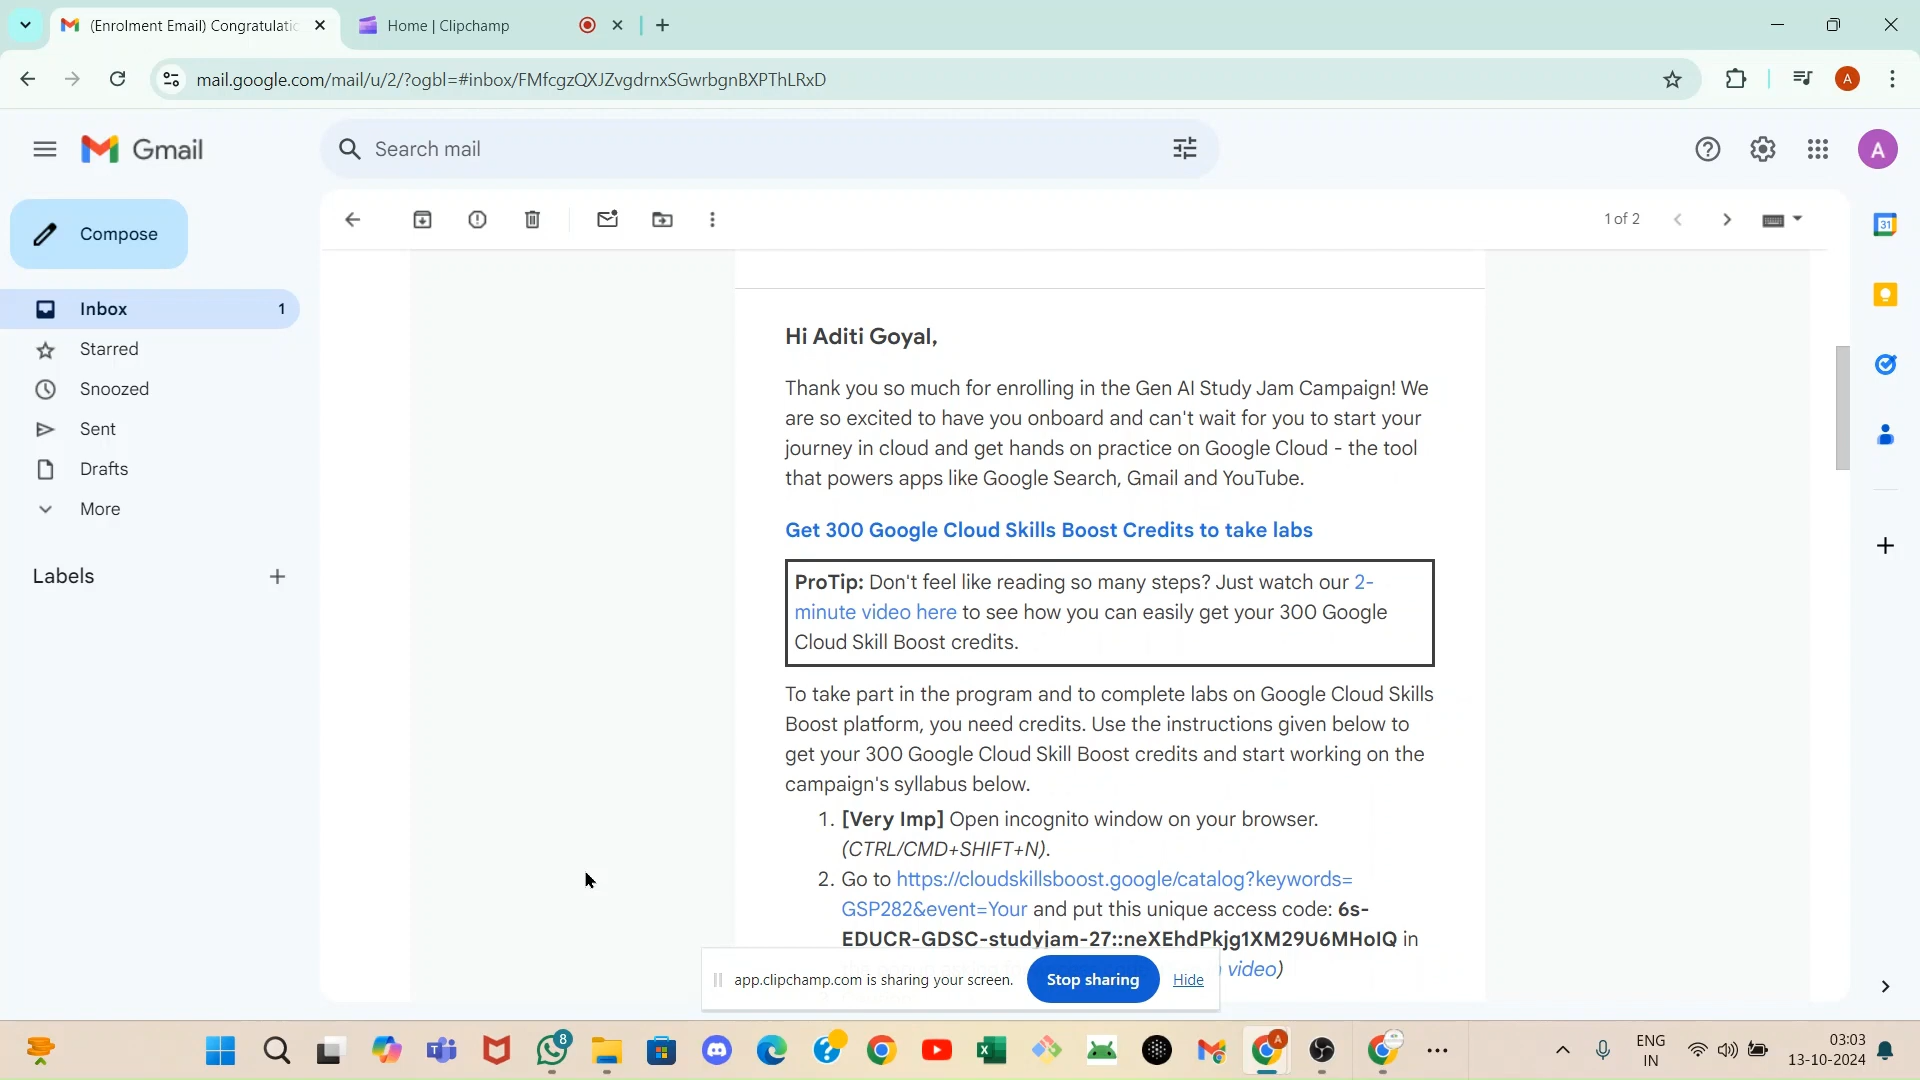 (Enrolment Email) Congratulatic
Home | Clipchamp
mail.google.com/mail/u/2/?ogbl=#inbox/FMfcgzQXJZvgdrnxSGwrbgnBXPThLRxD
A
Gmail
Search mail
A
Compose
1 of 2
31
Inbox 1
Starred
Snoozed
Sent
Drafts
More
Labels
Hi Aditi Goyal,
Thank you so much for enrolling in the Gen AI Study Jam Campaign! We
are so excited to have you onboard and can't wait for you to start your
journey in cloud and get hands on practice on Google Cloud - the tool
that powers apps like Google Search, Gmail and YouTube.
Get 300 Google Cloud Skills Boost Credits to take labs
ProTip: Don't feel like reading so many steps? Just watch our 2-
minute video here to see how you can easily get your 300 Google
Cloud Skill Boost credits.
To take part in the program and to complete labs on Google Cloud Skills
Boost platform, you need credits. Use the instructions given below to
get your 300 Google Cloud Skill Boost credits and start working on the
campaign's syllabus below.
1. [Very Imp] Open incognito window on your browser.
(CTRL/CMD+SHIFT+N).
2. Go to https://cloudskillsboost.google/catalog?keywords=
GSP282&event=Your and put this unique access code: 6s-
EDUCR-GDSC-studyjam-27::neXEhdPkjg1XM29U6MHolQ in
video)
app.clipchamp.com is sharing your screen. Stop sharing Hide
8
A
ENG
IN
03:03
13-10-2024